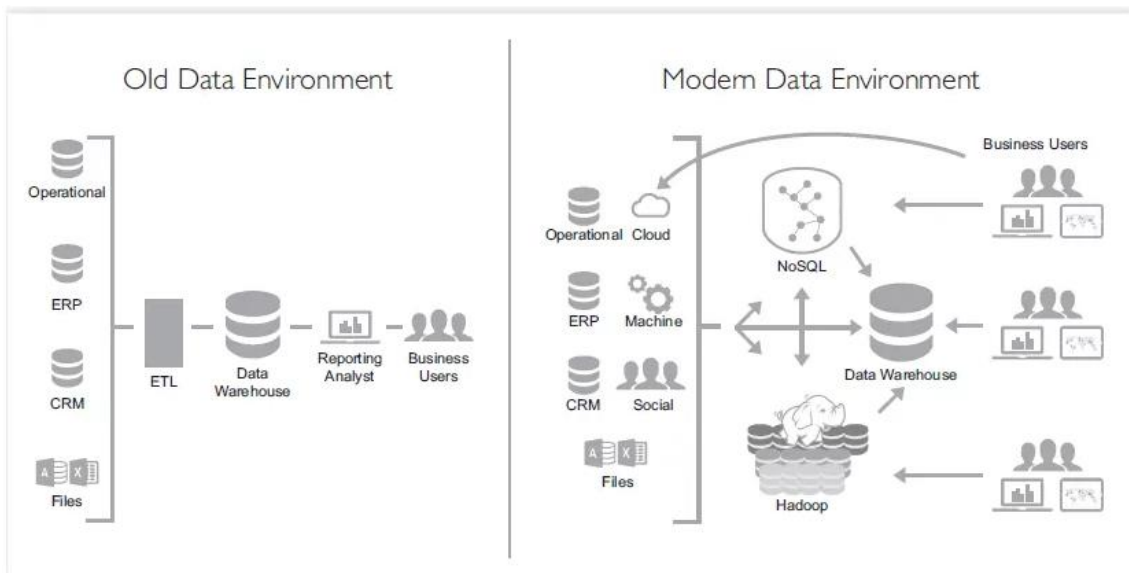 Old Data Environment
Operational
ERP
CRM
A
X
Files
ETL
Data
Warehouse
Reporting
Analyst
Business
Users
Modern Data Environment
Business Users
Operational
Cloud
ERP
Machine
CRM
Social
A
X
Files
NoSQL
Data Warehouse
Hadoop